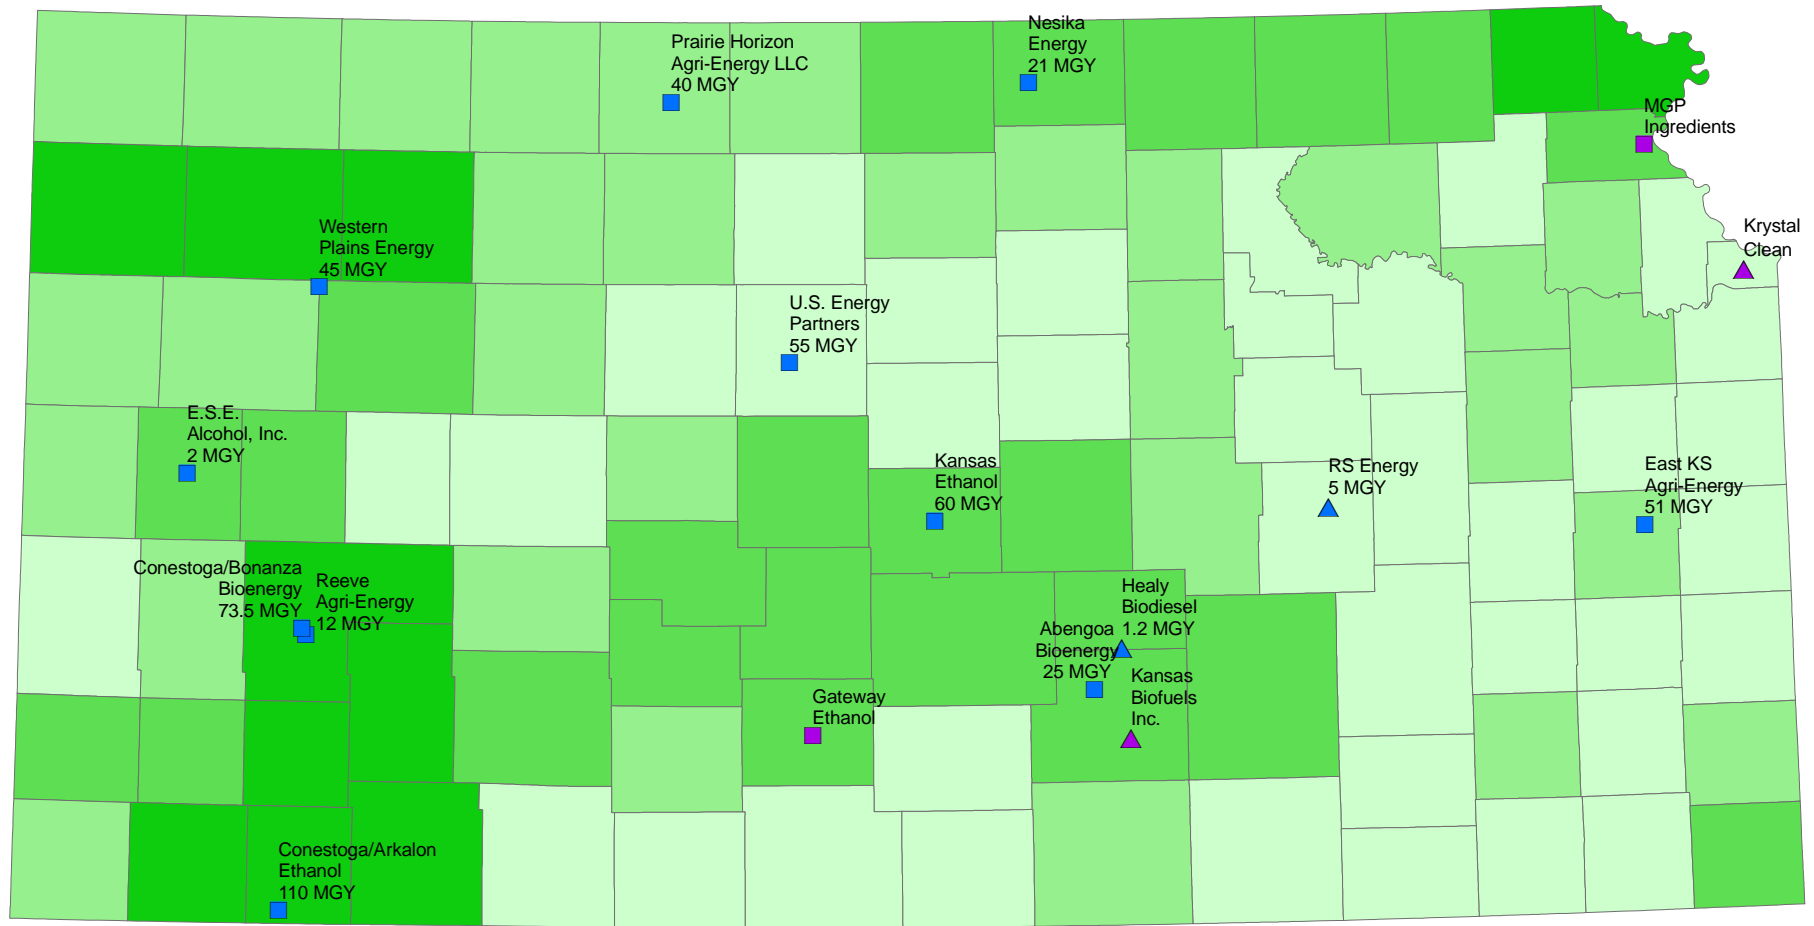 Nesika
Energy
21 MGY
Prairie Horizon
Agri-Energy LLC
40 MGY
MGP
Ingredients
Western
Plains Energy
45 MGY
Krystal
Clean
U.S. Energy
Partners
55 MGY
E.S.E.
Alcohol, Inc.
2 MGY
Kansas
Ethanol
60 MGY
RS Energy
5 MGY
East KS
Agri-Energy
51 MGY
Conestoga/Bonanza
Bioenergy
73.5 MGY
Reeve
Agri-Energy
12 MGY
Healy
Biodiesel
1.2 MGY
Abengoa
Bioenergy
25 MGY
Kansas
Biofuels
Inc.
Gateway
Ethanol
Conestoga/Arkalon
Ethanol
110 MGY